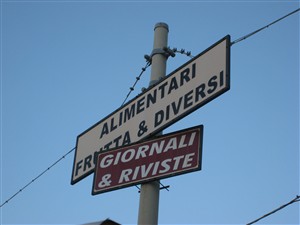 ALIMENTARI
FRUTTA & DIVERSI
GIORNALI
& RIVISTE